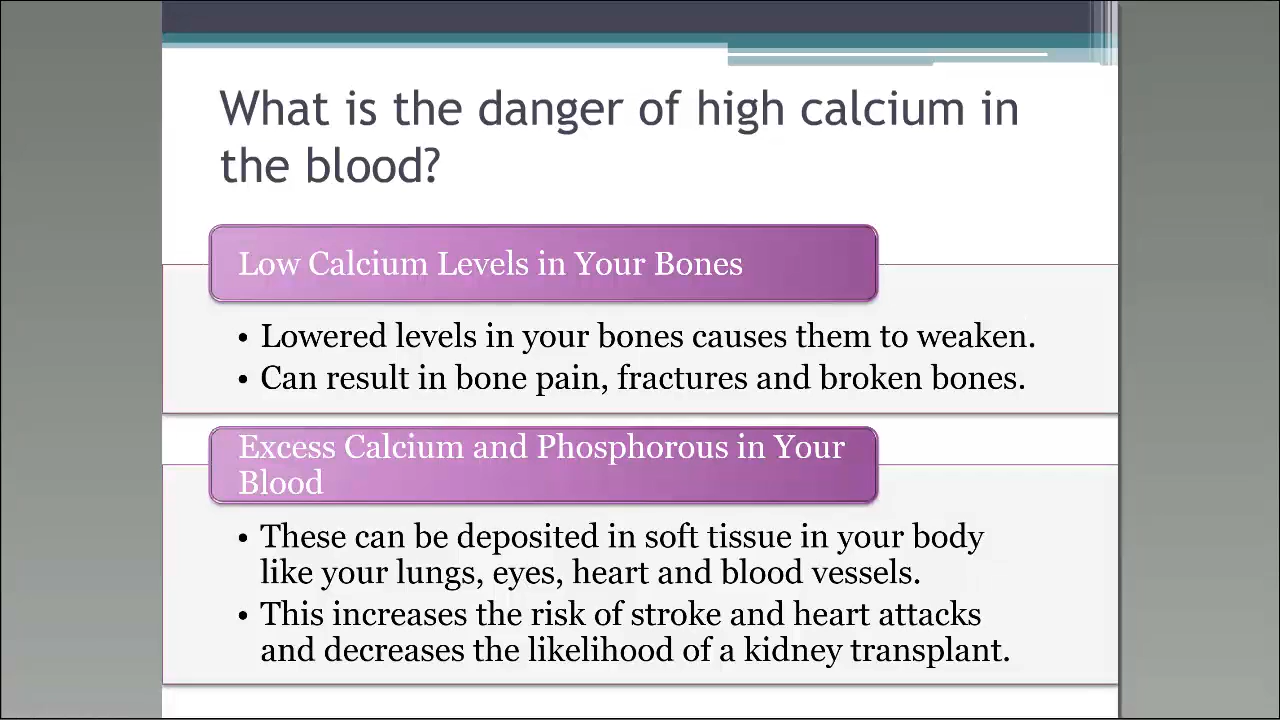 What is the danger of high calcium in
the blood?
Low Calcium Levels in Your Bones
• Lowered levels in your bones causes them to weaken.
• Can result in bone pain, fractures and broken bones.
Excess Calcium and Phosphorous in Your
Blood
• These can be deposited in soft tissue in your body
like your lungs, eyes, heart and blood vessels.
• This increases the risk of stroke and heart attacks
and decreases the likelihood of a kidney transplant.